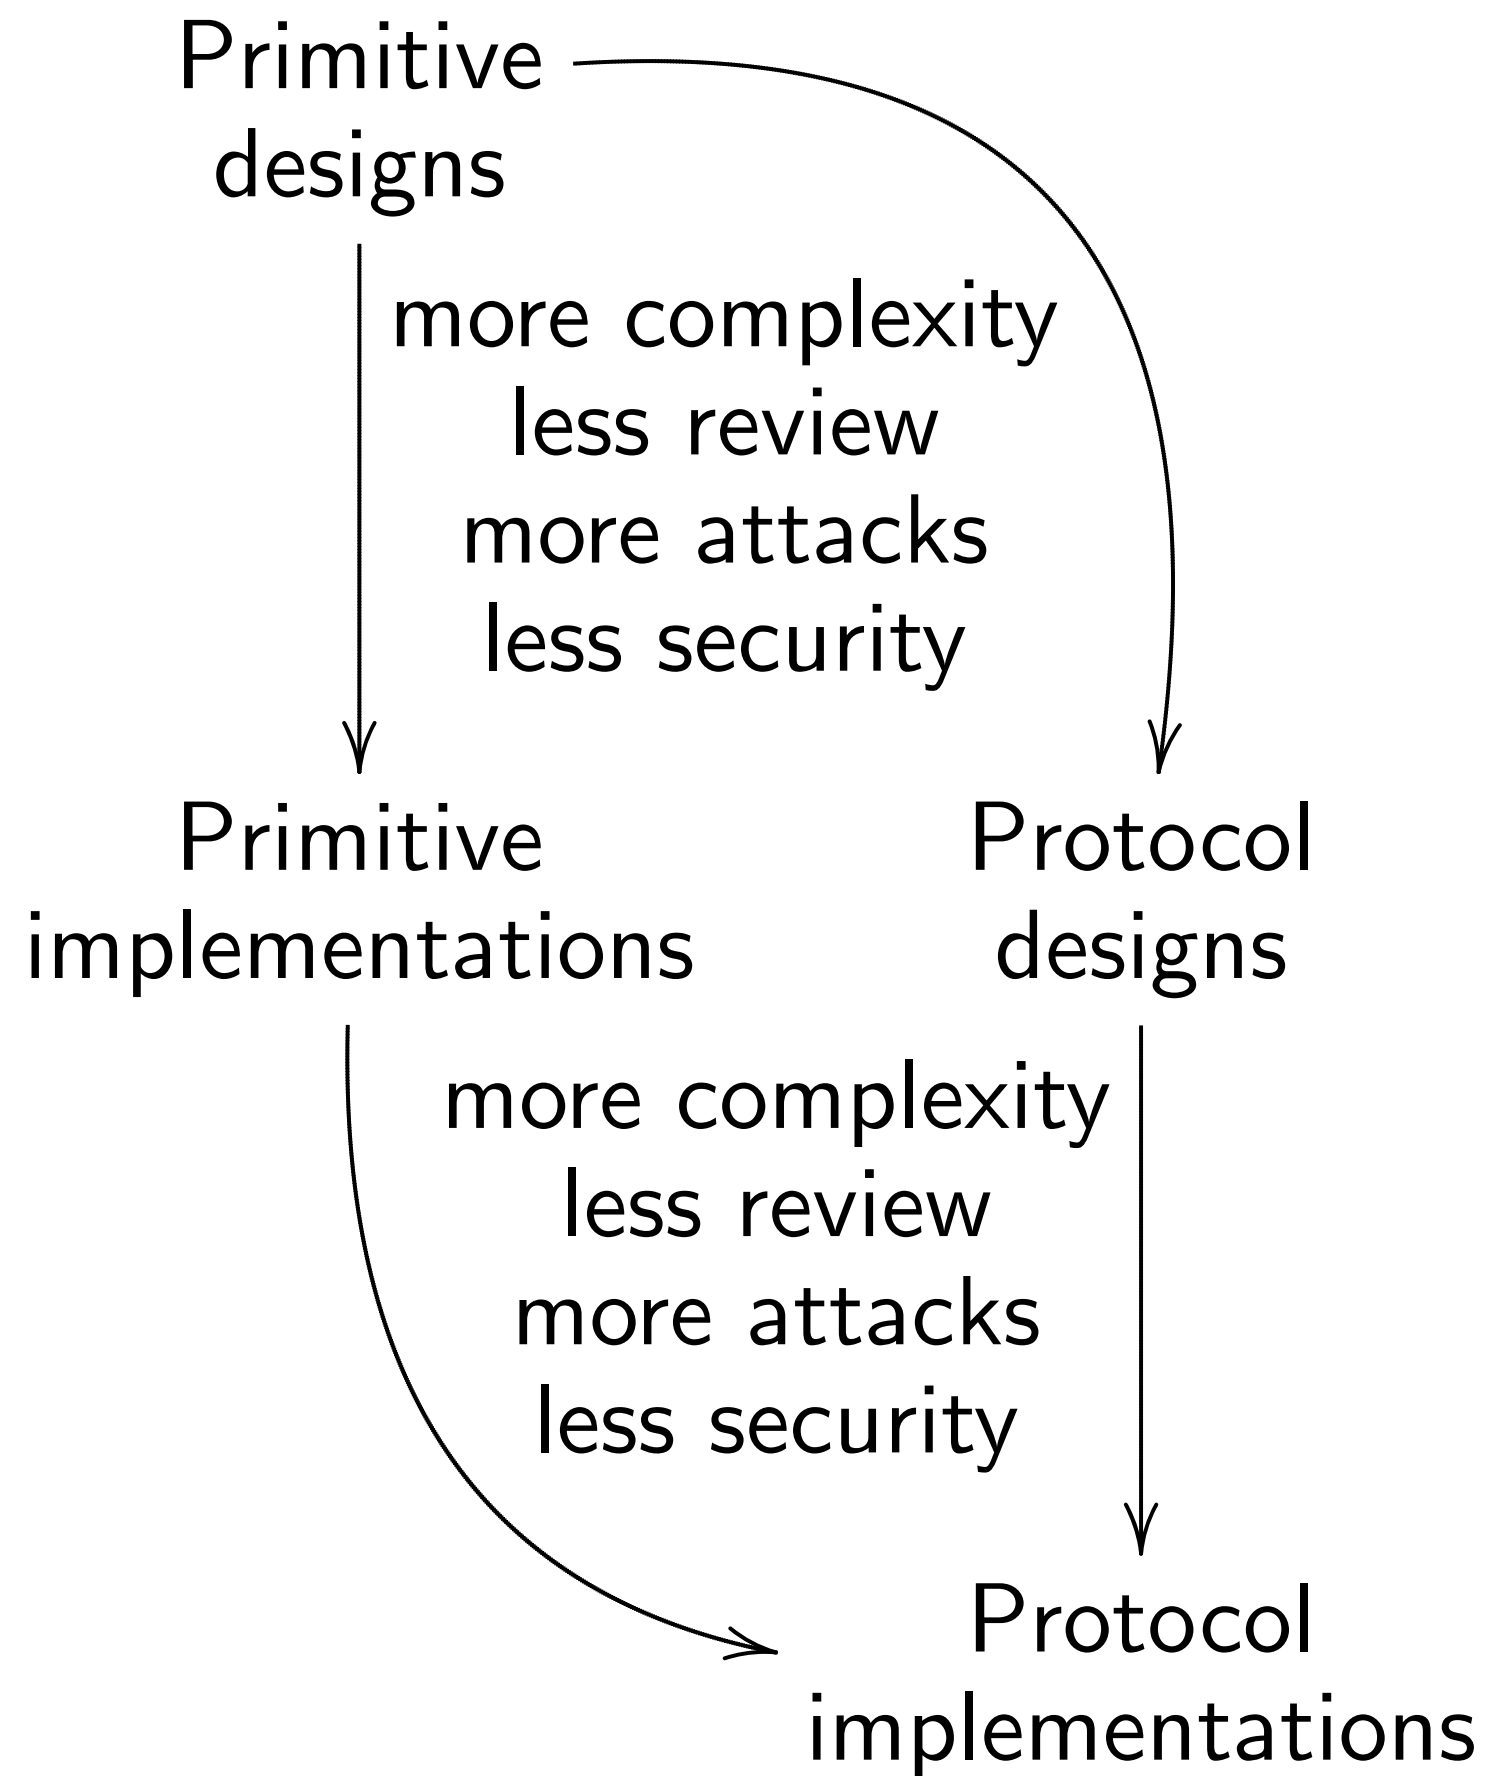 Primitive
designs
more complexity
less review
more attacks
less security
Primitive
implementations
Protocol
designs
more complexity
less review
more attacks
less security
Protocol
implementations